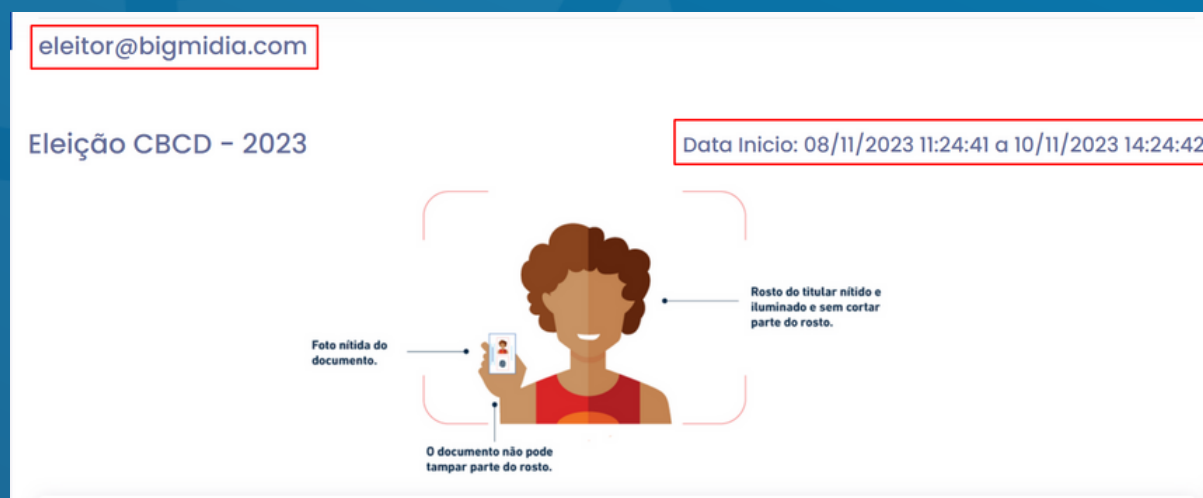 eleitor@bigmidia.com
Eleição CBCD - 2023
Data Inicio: 08/11/2023 11:24:41 a 10/11/2023 14:24:42
Rosto do titular nítido e
iluminado e sem cortar
parte do rosto.
Foto nítida do
documento.
O documento não pode
tampar parte do rosto.